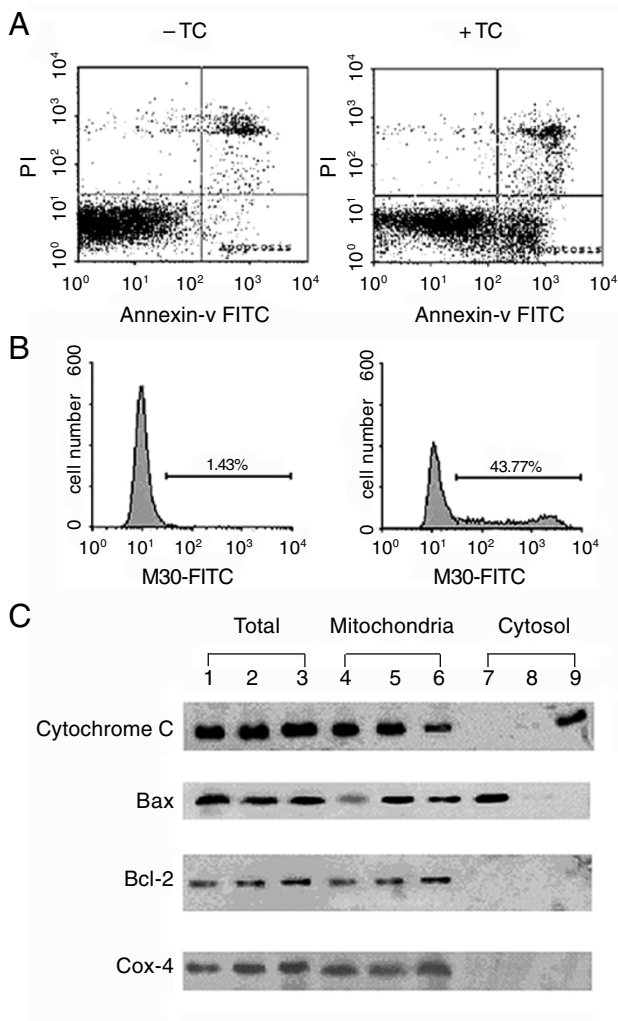 A
– TC
+ TC
PI
10⁴
10³
10²
10¹
10⁰
Apoptosis
10⁰ 10¹ 10² 10³ 10⁴
Annexin-v FITC
PI
10⁴
10³
10²
10¹
10⁰
Apoptosis
10⁰ 10¹ 10² 10³ 10⁴
Annexin-v FITC
B
cell number
600
0
1.43%
10⁰ 10¹ 10² 10³ 10⁴
M30-FITC
cell number
600
0
43.77%
10⁰ 10¹ 10² 10³ 10⁴
M30-FITC
C
Total Mitochondria Cytosol
1 2 3 4 5 6 7 8 9
Cytochrome C
Bax
Bcl-2
Cox-4